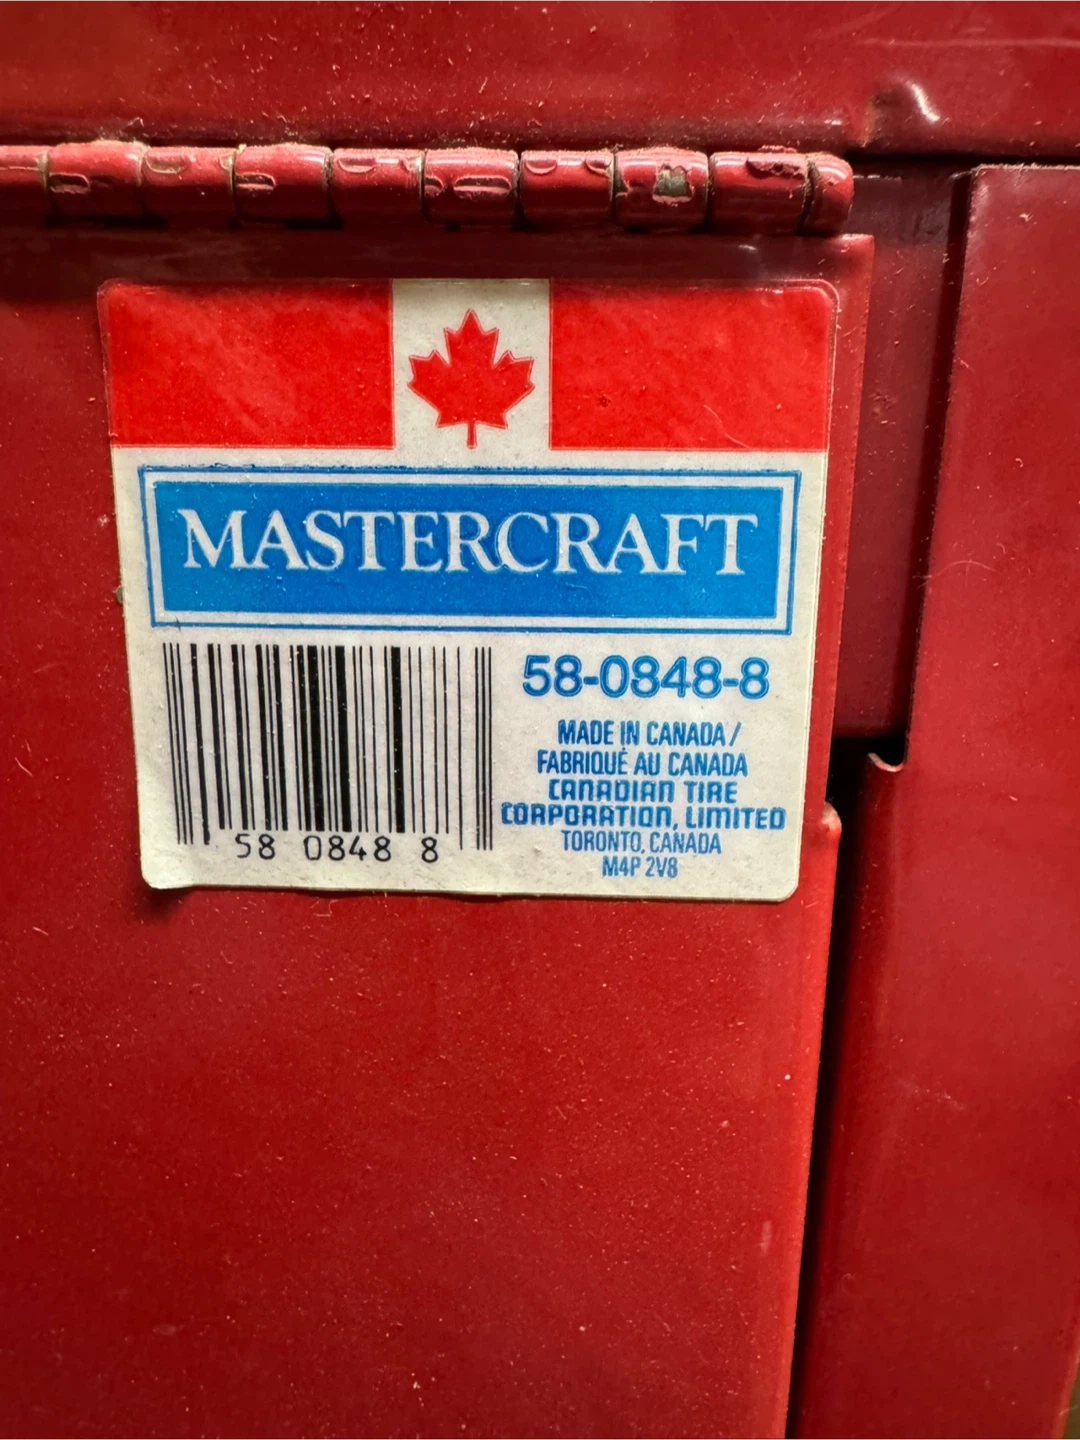 MASTERCRAFT
58-0848-8
MADE IN CANADA/
FABRIQUÉ AU CANADA
CANADIAN TIRE
CORPORATION, LIMITED
TORONTO, CANADA
M4P 2V8
58 0848 8